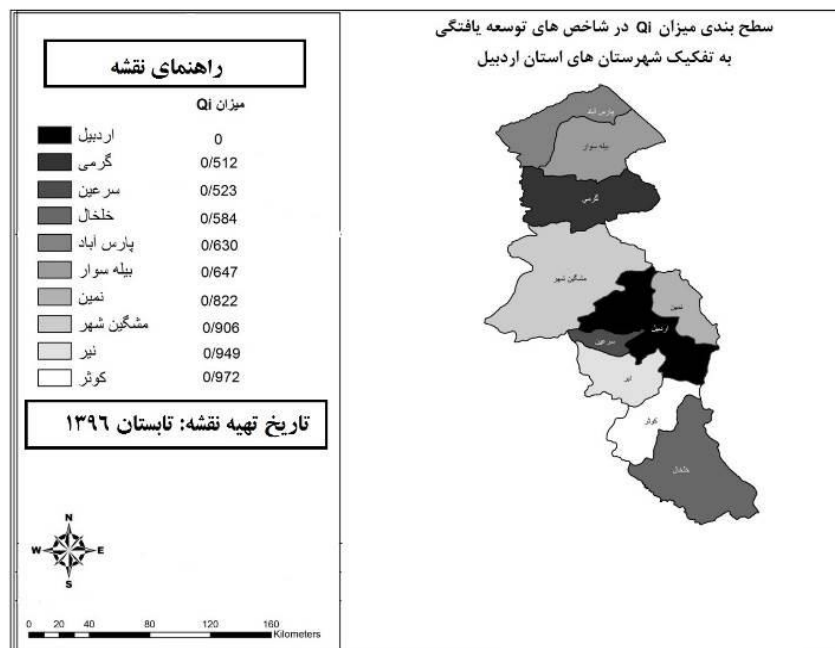 سطح بندی میزان Qi در شاخص های توسعه یافتگی
به تفکیک شهرستان های استان اردبیل
راهنمای نقشه
میزان Qi
اردبیل 0
گرمی 0/512
سرعین 0/523
خلخال 0/584
پارس آباد 0/630
بیله سوار 0/647
نمین 0/822
مشگین شهر 0/906
نیر 0/949
کوثر 0/972
تاریخ تهیه نقشه: تابستان ۱۳۹۶
N
W E
S
0 20 40 80 120 160
Kilometers
پارس آباد
بیله سوار
گرمی
مشگین شهر
نمین
اردبیل
سرعین
نیر
کوثر
خلخال